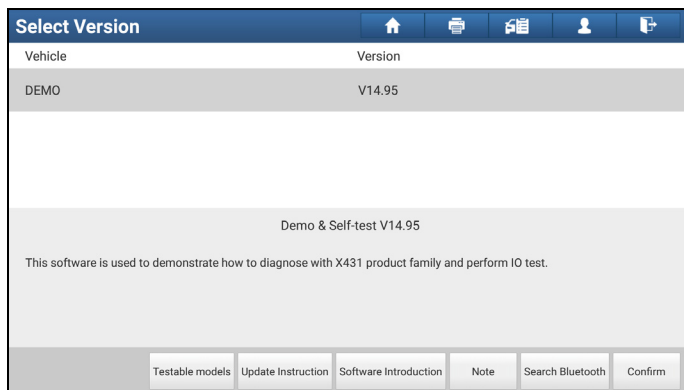 Select Version
Vehicle Version
DEMO V14.95
Demo & Self-test V14.95
This software is used to demonstrate how to diagnose with X431 product family and perform IO test.
Testable models Update Instruction Software Introduction Note Search Bluetooth Confirm